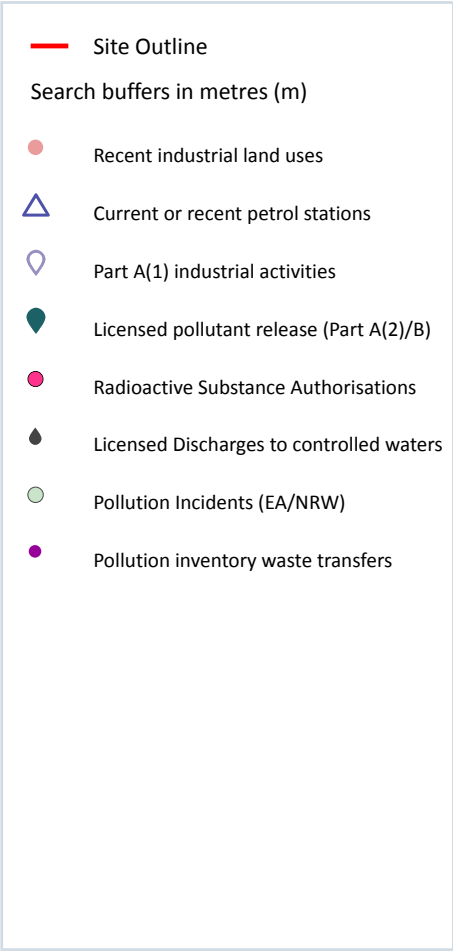 Site Outline
Search buffers in metres (m)
Recent industrial land uses
Current or recent petrol stations
Part A(1) industrial activities
Licensed pollutant release (Part A(2)/B)
Radioactive Substance Authorisations
Licensed Discharges to controlled waters
Pollution Incidents (EA/NRW)
Pollution inventory waste transfers